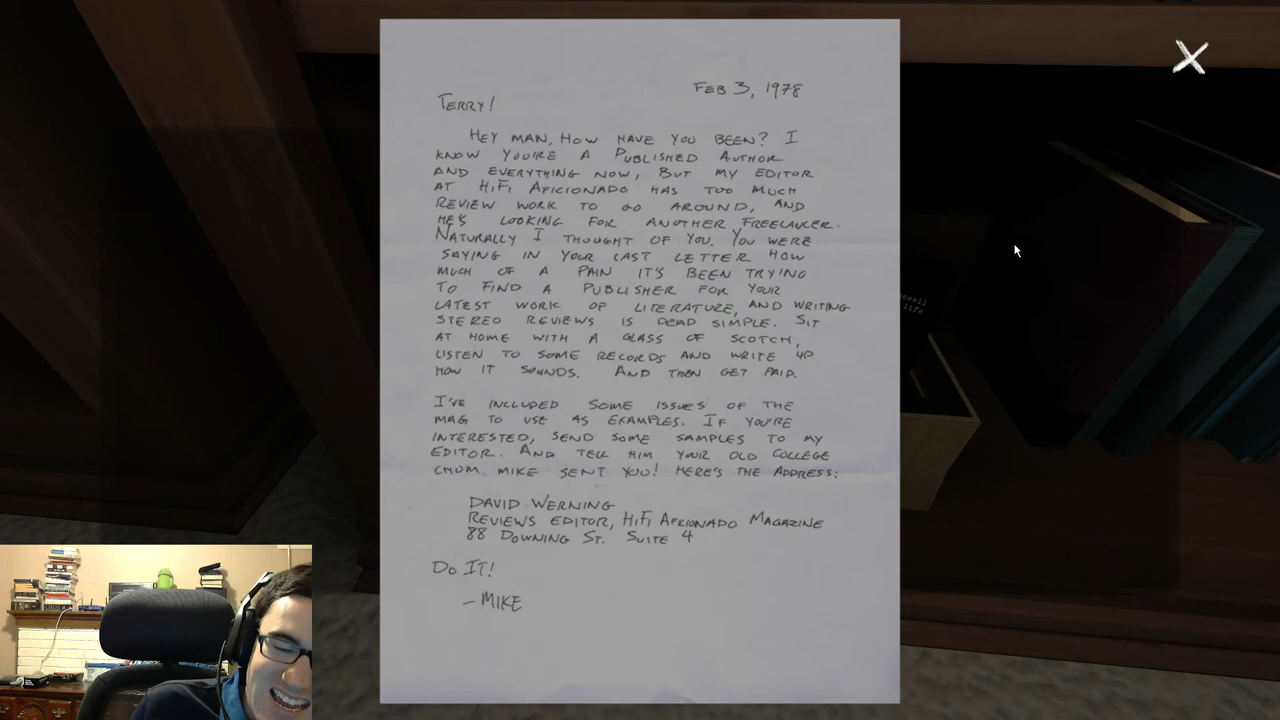 FEB 3, 1978
TERRY!
HEY MAN, HOW HAVE YOU BEEN? I
KNOW YOU'RE A PUBLISHED AUTHOR
AND EVERYTHING NOW, BUT MY EDITOR
AT HIFI AFICIONADO HAS TOO MUCH
REVIEW WORK TO GO AROUND, AND
HE'S LOOKING FOR ANOTHER FREELANCER.
NATURALLY I THOUGHT OF YOU. YOU WERE
SAYING IN YOUR LAST LETTER HOW
MUCH OF A PAIN IT'S BEEN TRYING
TO FIND A PUBLISHER FOR YOUR
LATEST WORK OF LITERATURE, AND WRITING
STEREO REVIEWS IS DEAD SIMPLE. SIT
AT HOME WITH A GLASS OF SCOTCH,
LISTEN TO SOME RECORDS AND WRITE UP
HOW IT SOUNDS. AND THEN GET PAID.
I'VE INCLUDED SOME ISSUES OF THE
MAG TO USE AS EXAMPLES. IF YOU'RE
INTERESTED, SEND SOME SAMPLES TO MY
EDITOR. AND TELL HIM YOUR OLD COLLEGE
CHUM MIKE SENT YOU! HERE'S THE ADDRESS:
DAVID WERNING
REVIEWS EDITOR, HIFI AFICIONADO MAGAZINE
88 DOWNING ST. SUITE 4
DO IT!
- MIKE
life